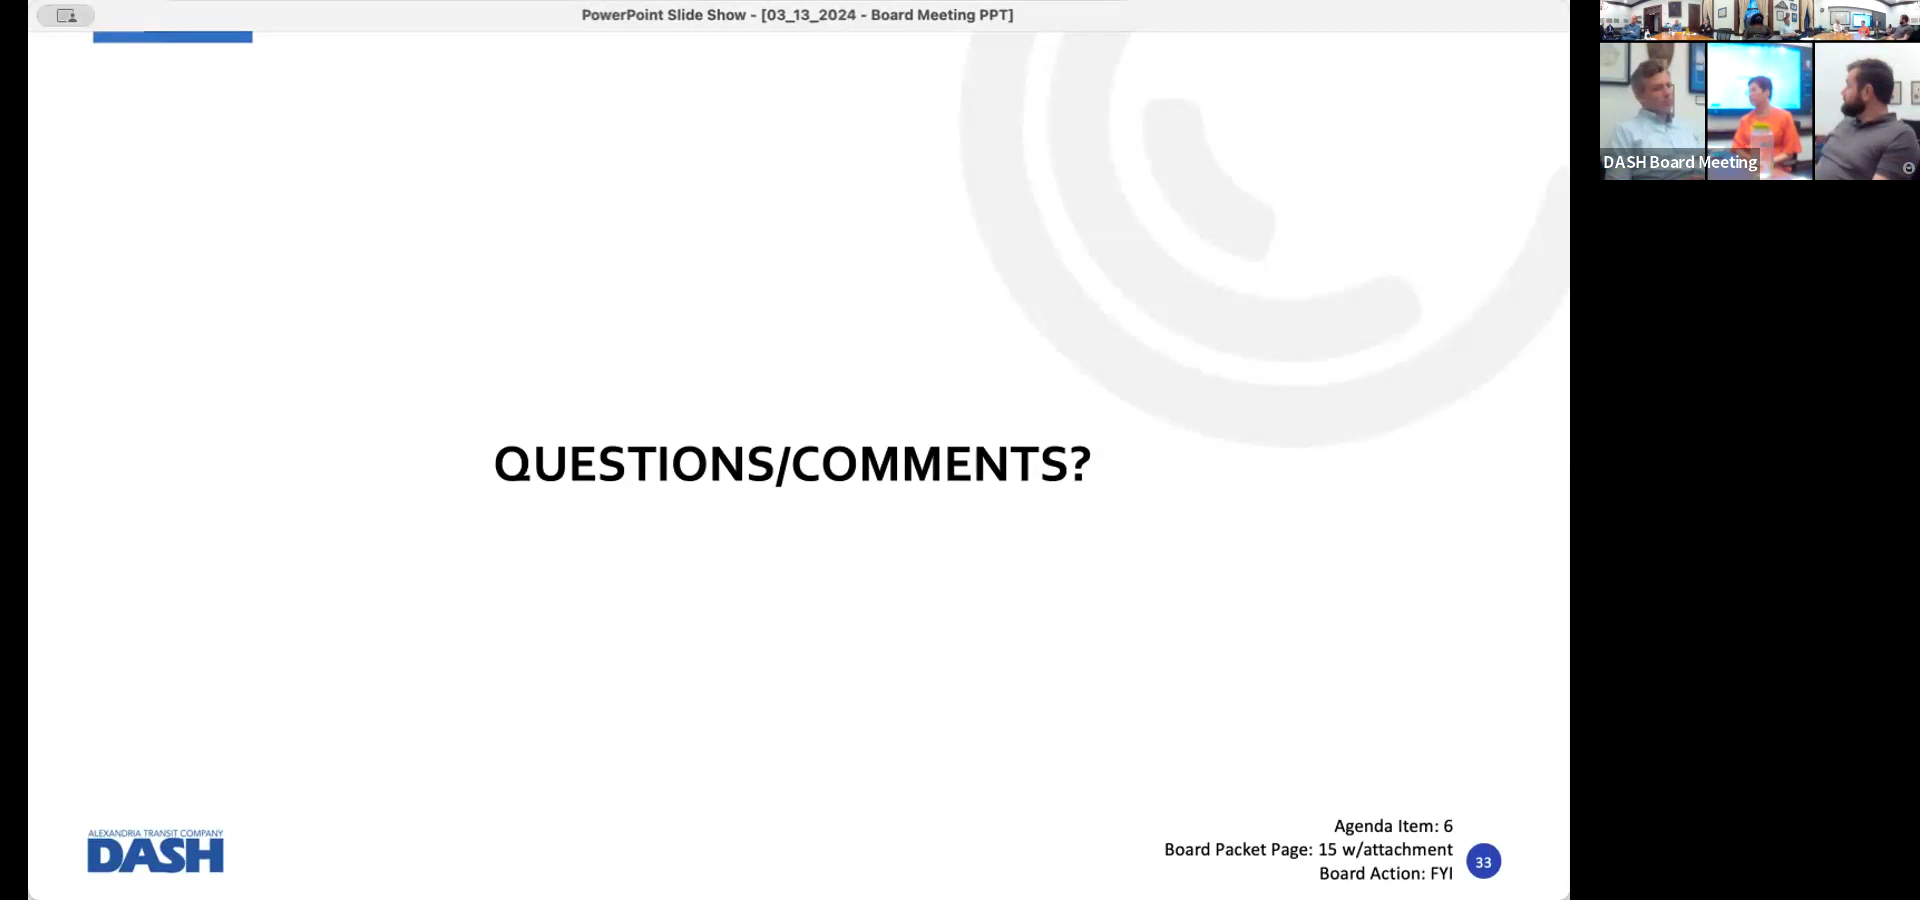 PowerPoint Slide Show - [03_13_2024 - Board Meeting PPT]
DASH Board Meeting
QUESTIONS/COMMENTS?
ALEXANDRIA TRANSIT COMPANY
DASH
Agenda Item: 6
Board Packet Page: 15 w/attachment
Board Action: FYI
33